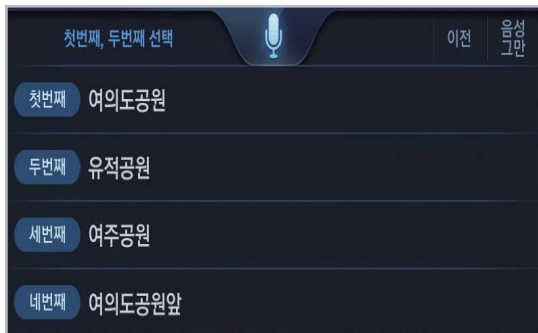 첫번째, 두번째 선택
이전
음성
그만
첫번째 여의도공원
두번째 유적공원
세번째 여주공원
네번째 여의도공원앞